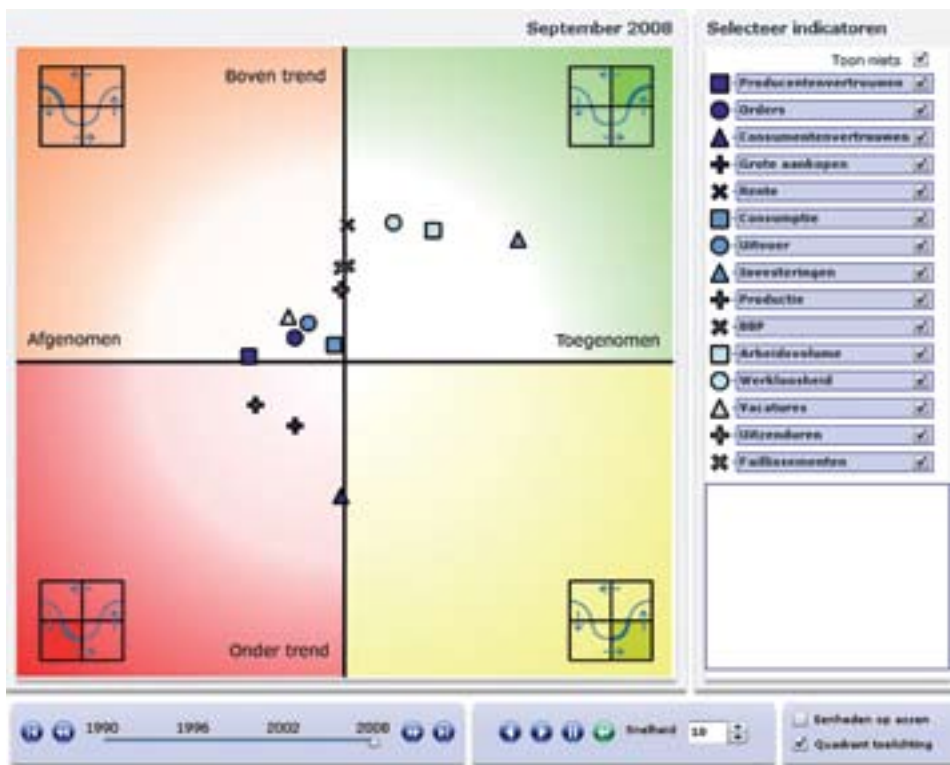 September 2008
Selecteer indicatoren
Toon niets
Boven trend
Producentenvertrouwen
Orders
Consumentenvertrouwen
Grote aankopen
Rente
Consumptie
Uitvoer
Investeringen
Productie
BBP
Afgenomen
Toegenomen
Arbeidsvolume
Werkloosheid
Vacatures
Uitzenduren
Faillissementen
Onder trend
1990
1996
2002
2008
Snelheid
10
Eenheden op assen
Quadrant toelichting